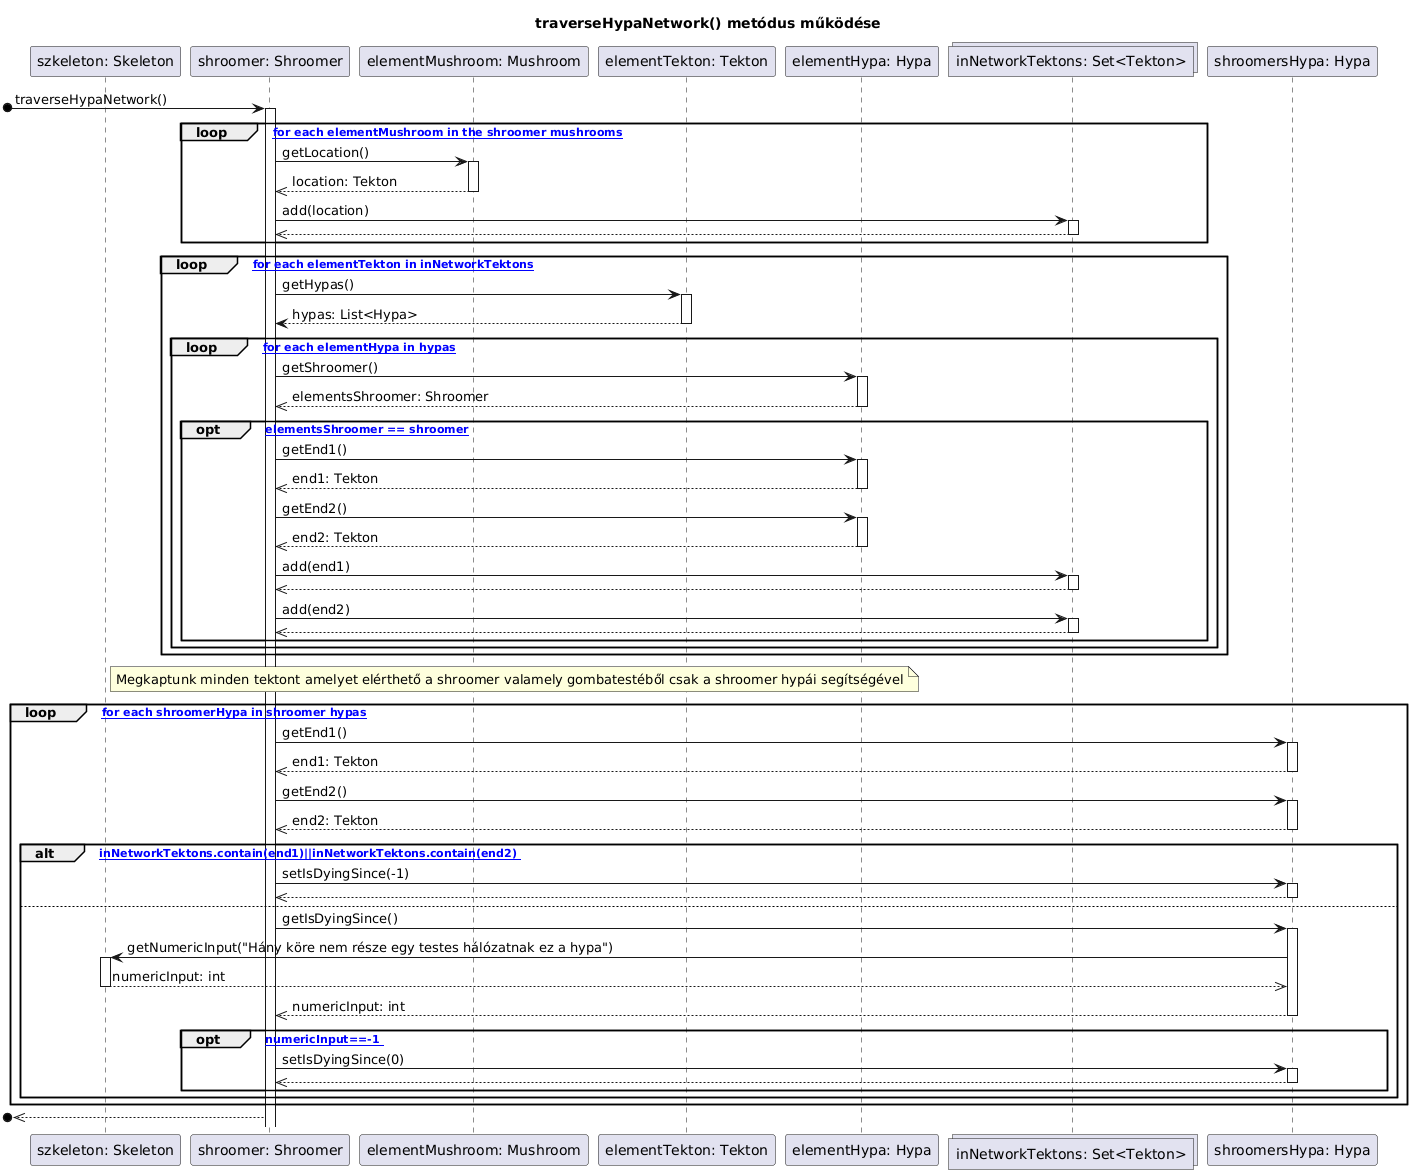 traverseHypaNetwork() metódus működése
szkeleton: Skeleton
shroomer: Shroomer
elementMushroom: Mushroom
elementTekton: Tekton
elementHypa: Hypa
inNetworkTektons: Set<Tekton>
shroomersHypa: Hypa
traverseHypaNetwork()
loop for each elementMushroom in the shroomer mushrooms
getLocation()
location: Tekton
add(location)
loop for each elementTekton in inNetworkTektons
getHypas()
hypas: List<Hypa>
loop for each elementHypa in hypas
getShroomer()
elementsShroomer: Shroomer
opt elementsShroomer == shroomer
getEnd1()
end1: Tekton
getEnd2()
end2: Tekton
add(end1)
add(end2)
Megkaptunk minden tektont amelyet elérthető a shroomer valamely gombatestéből csak a shroomer hypái segítségével
loop for each shroomerHypa in shroomer hypas
getEnd1()
end1: Tekton
getEnd2()
end2: Tekton
alt inNetworkTektons.contain(end1)||inNetworkTektons.contain(end2)
setIsDyingSince(-1)
getIsDyingSince()
getNumericInput("Hány köre nem része egy testes hálózatnak ez a hypa")
numericInput: int
numericInput: int
opt numericInput==-1
setIsDyingSince(0)
szkeleton: Skeleton
shroomer: Shroomer
elementMushroom: Mushroom
elementTekton: Tekton
elementHypa: Hypa
inNetworkTektons: Set<Tekton>
shroomersHypa: Hypa